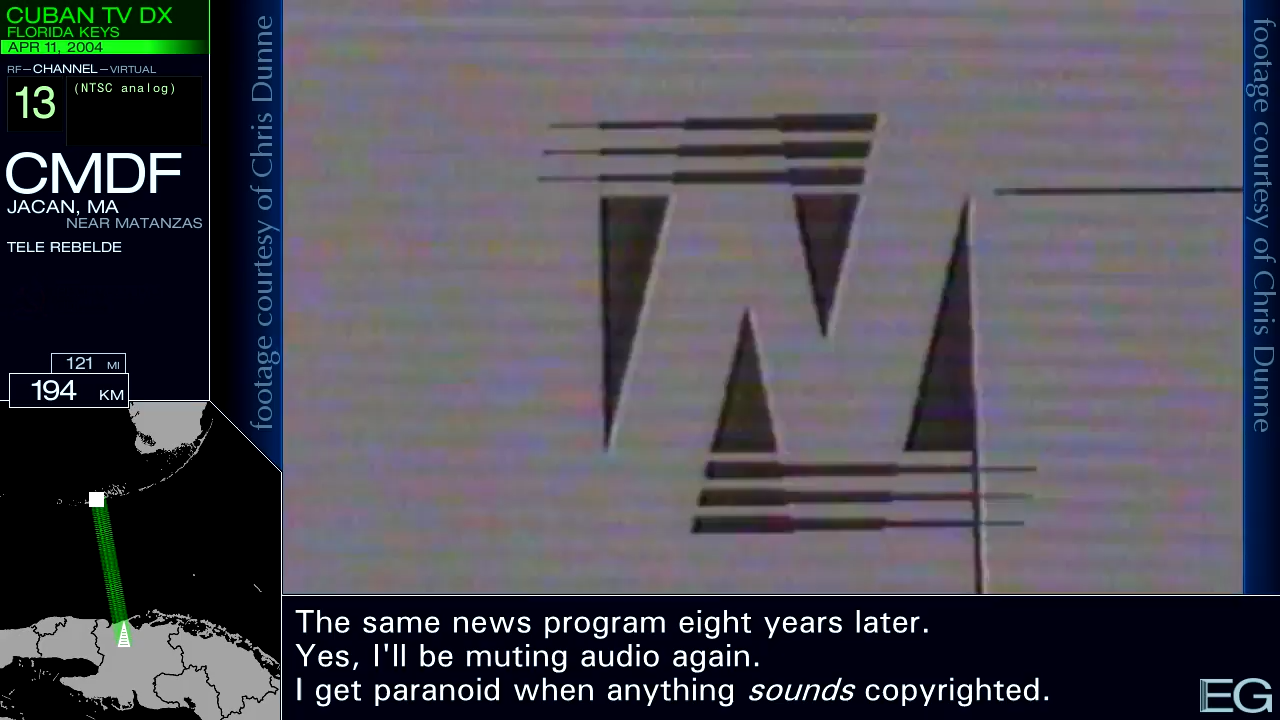 CUBAN TV DX
FLORIDA KEYS
APR 11, 2004
RF—CHANNEL—VIRTUAL
13
(NTSC analog)
CMDF
JACAN, MA
NEAR MATANZAS
TELE REBELDE
121 MI
194 KM
footage courtesy of Chris Dunne
footage courtesy of Chris Dunne
The same news program eight years later.
Yes, I'll be muting audio again.
I get paranoid when anything sounds copyrighted.
EG